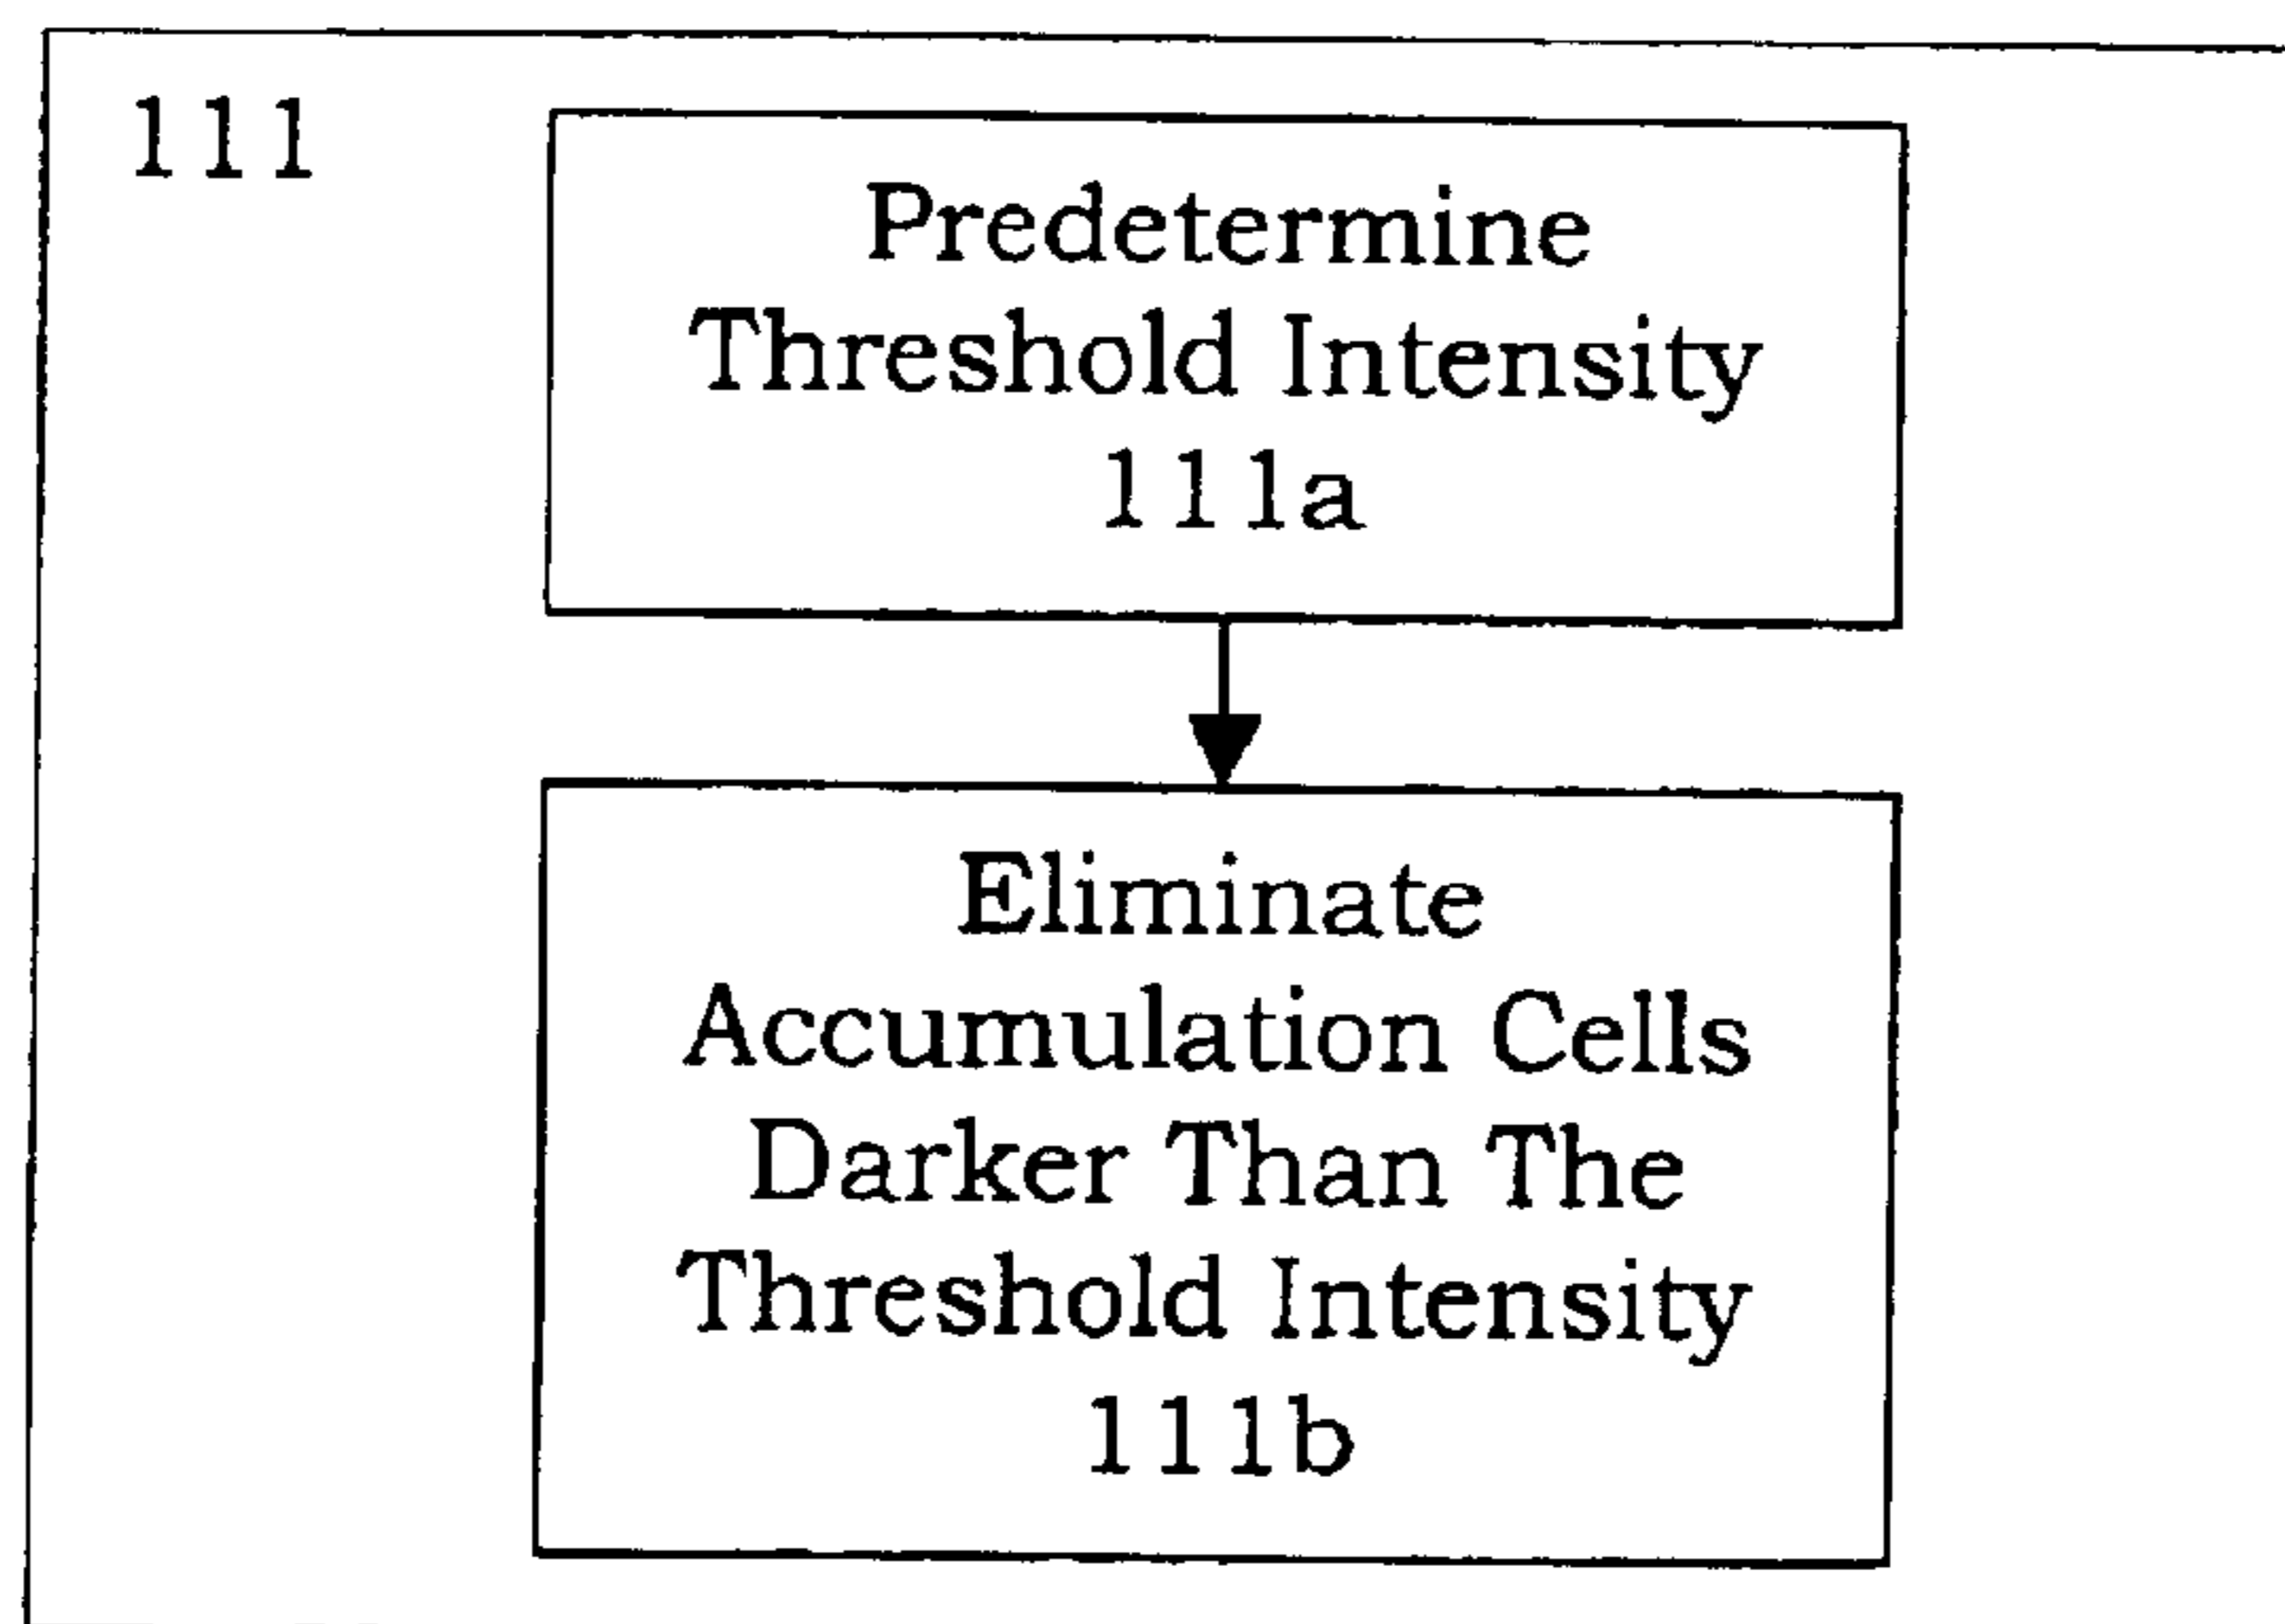 111
Predetermine
Threshold Intensity
111a
Eliminate
Accumulation Cells
Darker Than The
Threshold Intensity
111b